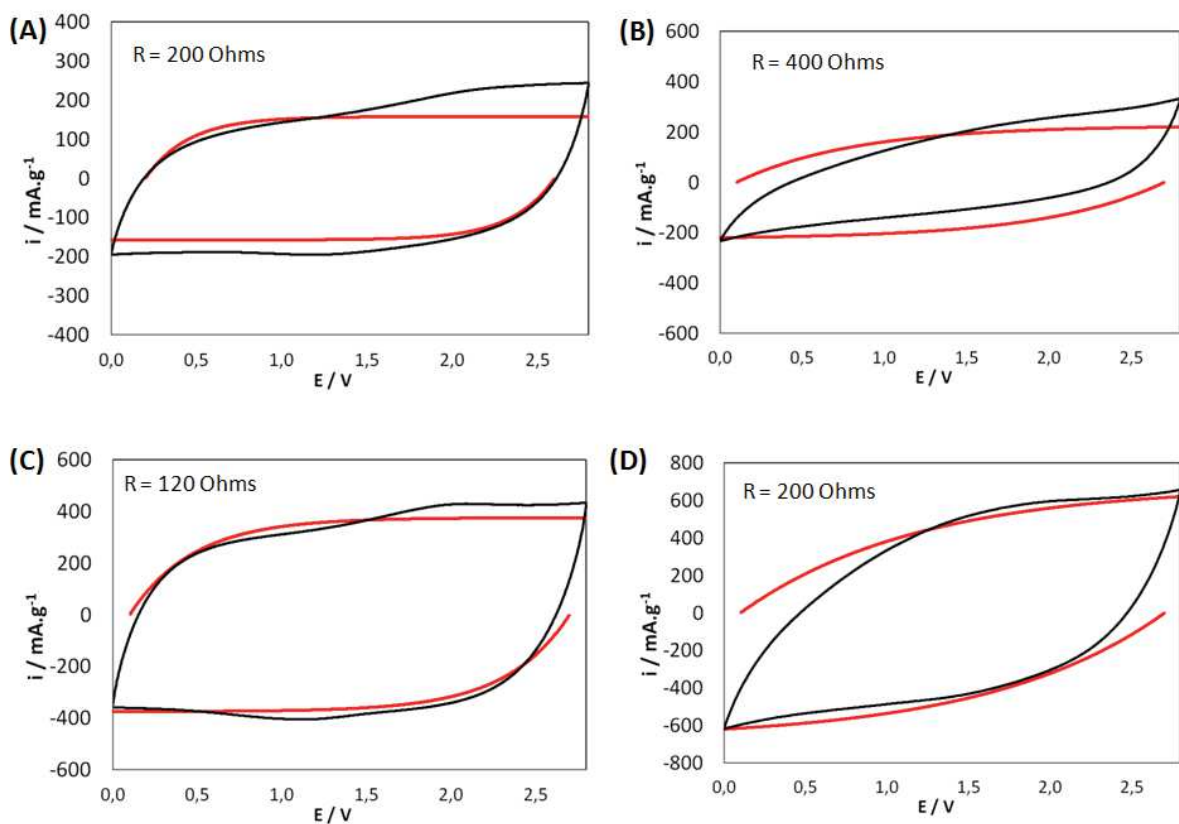 (A)
R = 200 Ohms
i / mA.g-1
400
300
200
100
0
-100
-200
-300
-400
0,0 0,5 1,0 1,5 2,0 2,5
E / V
(B)
R = 400 Ohms
i / mA.g-1
600
400
200
0
-200
-400
-600
0,0 0,5 1,0 1,5 2,0 2,5
E / V
(C)
R = 120 Ohms
i / mA.g-1
600
400
200
0
-200
-400
-600
0,0 0,5 1,0 1,5 2,0 2,5
E / V
(D)
R = 200 Ohms
i / mA.g-1
800
600
400
200
0
-200
-400
-600
-800
0,0 0,5 1,0 1,5 2,0 2,5
E / V